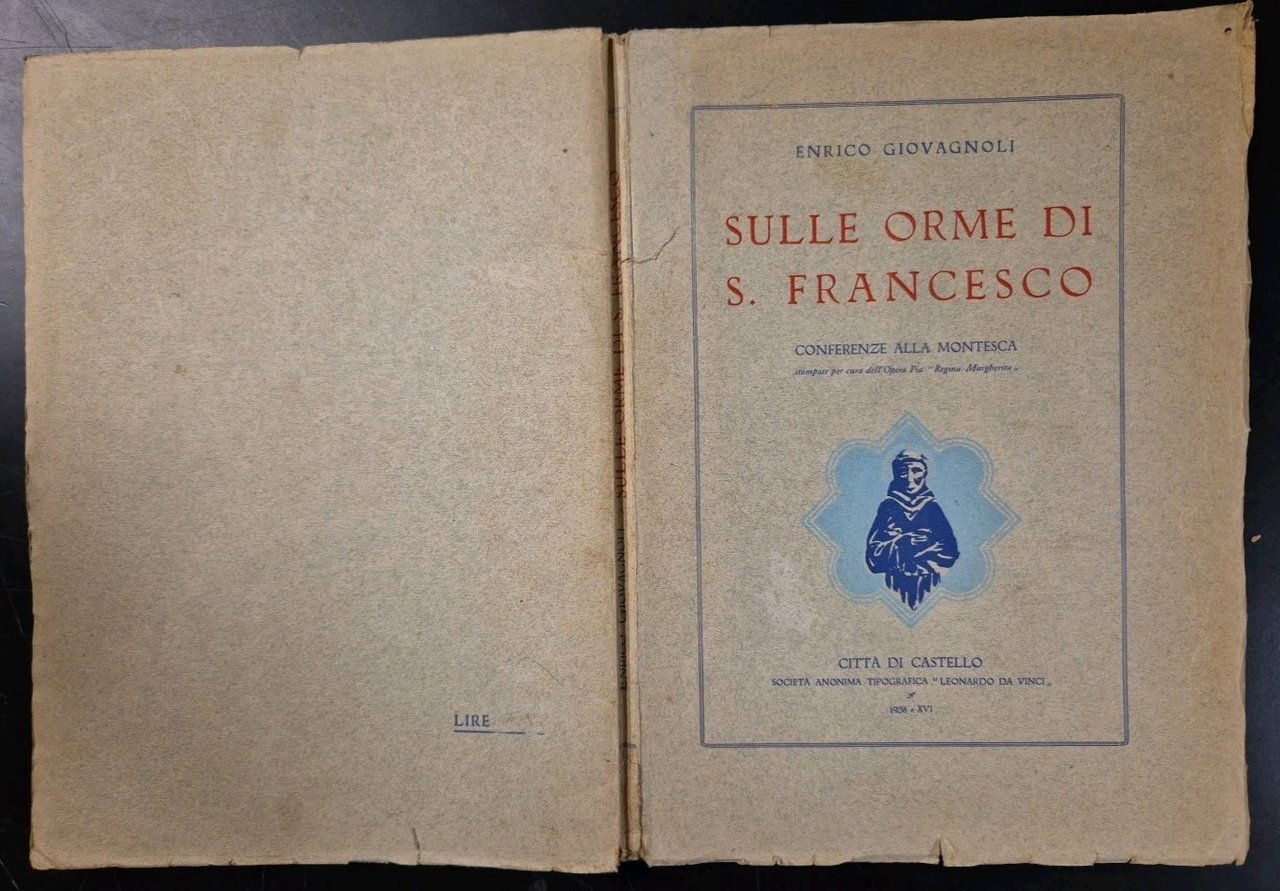 LIRE
ENRICO GIOVAGNOLI SULLE ORME DI S. FRANCESCO
ENRICO GIOVAGNOLI
SULLE ORME DI
S. FRANCESCO
CONFERENZE ALLA MONTESCA
stampate per cura dell'Opera Pia "Regina Margherita„
CITTÀ DI CASTELLO
SOCIETÀ ANONIMA TIPOGRAFICA "LEONARDO DA VINCI„
1938 - XVI